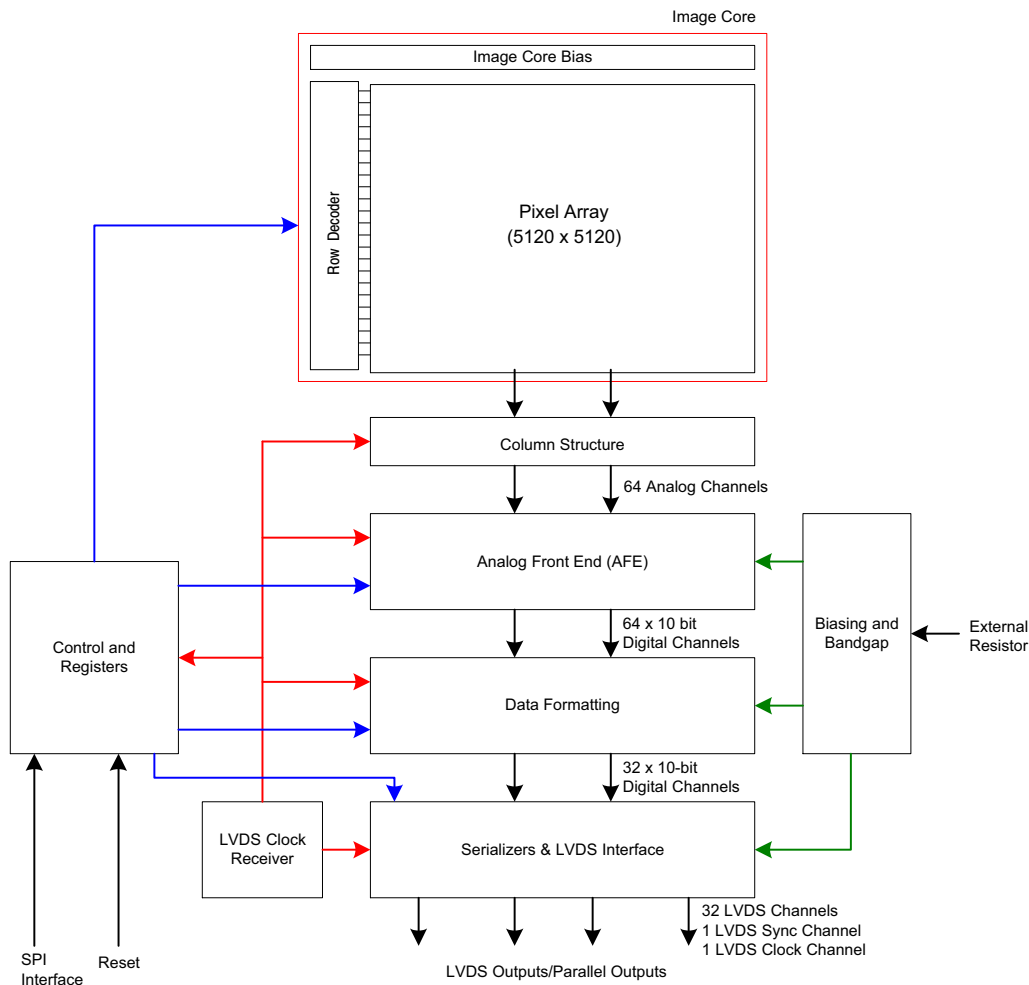 Image Core
Image Core Bias
Row Decoder
Pixel Array
(5120 x 5120)
Column Structure
64 Analog Channels
Analog Front End (AFE)
Control and
Registers
Biasing and
Bandgap
External
Resistor
64 x 10 bit
Digital Channels
Data Formatting
32 x 10-bit
Digital Channels
LVDS Clock
Receiver
Serializers & LVDS Interface
32 LVDS Channels
1 LVDS Sync Channel
1 LVDS Clock Channel
SPI
Interface
Reset
LVDS Outputs/Parallel Outputs